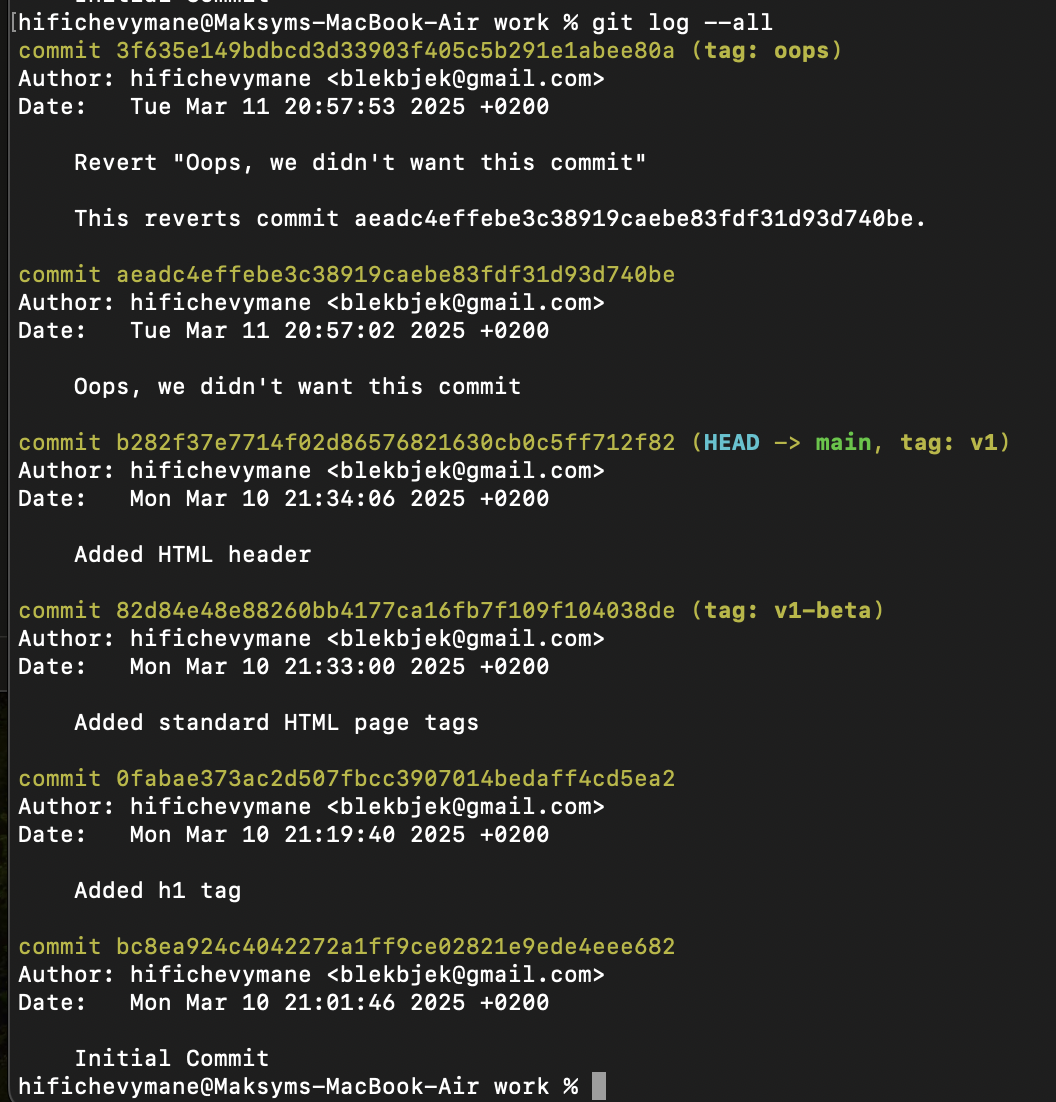 Initial Commit
[hifichevymane@Maksyms-MacBook-Air work % git log --all
commit 3f635e149bdbcd3d33903f405c5b291e1abee80a (tag: oops)
Author: hifichevymane <blekbjek@gmail.com>
Date:   Tue Mar 11 20:57:53 2025 +0200
Revert "Oops, we didn't want this commit"
This reverts commit aeadc4effebe3c38919caebe83fdf31d93d740be.
commit aeadc4effebe3c38919caebe83fdf31d93d740be
Author: hifichevymane <blekbjek@gmail.com>
Date:   Tue Mar 11 20:57:02 2025 +0200
Oops, we didn't want this commit
commit b282f37e7714f02d86576821630cb0c5ff712f82 (HEAD -> main, tag: v1)
Author: hifichevymane <blekbjek@gmail.com>
Date:   Mon Mar 10 21:34:06 2025 +0200
Added HTML header
commit 82d84e48e88260bb4177ca16fb7f109f104038de (tag: v1-beta)
Author: hifichevymane <blekbjek@gmail.com>
Date:   Mon Mar 10 21:33:00 2025 +0200
Added standard HTML page tags
commit 0fabae373ac2d507fbcc3907014bedaff4cd5ea2
Author: hifichevymane <blekbjek@gmail.com>
Date:   Mon Mar 10 21:19:40 2025 +0200
Added h1 tag
commit bc8ea924c4042272a1ff9ce02821e9ede4eee682
Author: hifichevymane <blekbjek@gmail.com>
Date:   Mon Mar 10 21:01:46 2025 +0200
Initial Commit
hifichevymane@Maksyms-MacBook-Air work %